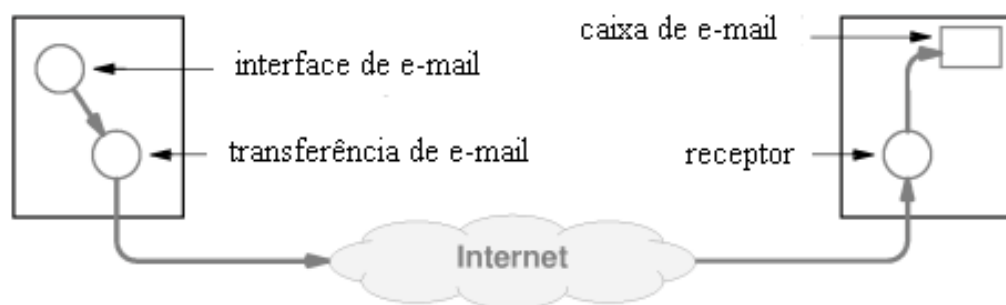 caixa de e-mail
interface de e-mail
transferência de e-mail
receptor
Internet